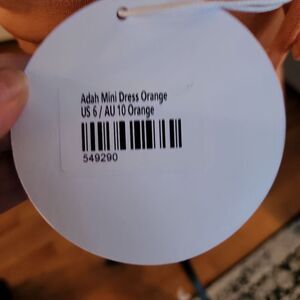 Adah Mini Dress Orange
US 6 / AU 10 Orange
549290